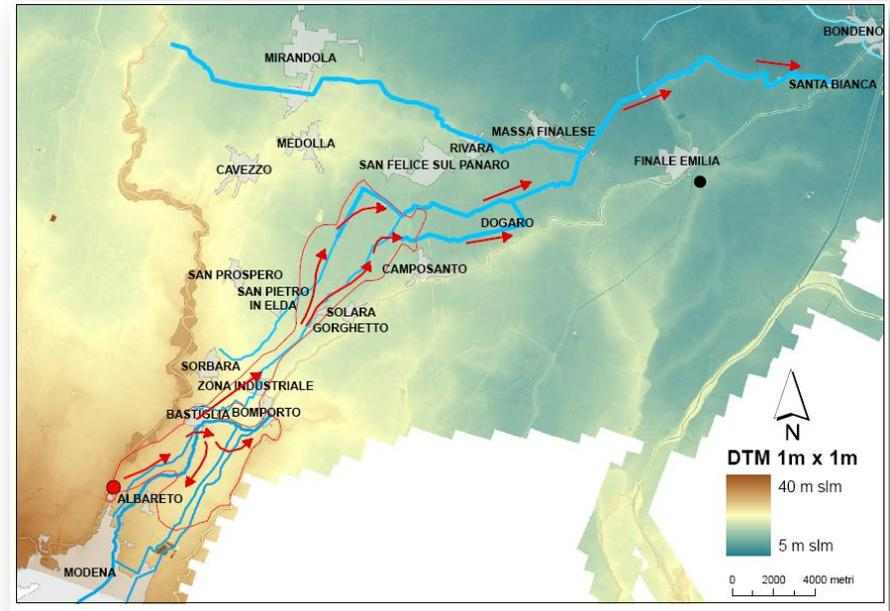 BONDENO
MIRANDOLA
SANTA BIANCA
MASSA FINALESE
MEDOLLA
RIVARA
FINALE EMILIA
SAN FELICE SUL PANARO
CAVEZZO
DOGARO
CAMPOSANTO
SAN PROSPERO
SAN PIETRO
IN ELDA
SOLARA
GORGHETTO
SORBARA
ZONA INDUSTRIALE
BASTIGLIA
BOMPORTO
N
DTM 1m x 1m
40 m slm
5 m slm
ALBARETO
MODENA
0 2000 4000 metri